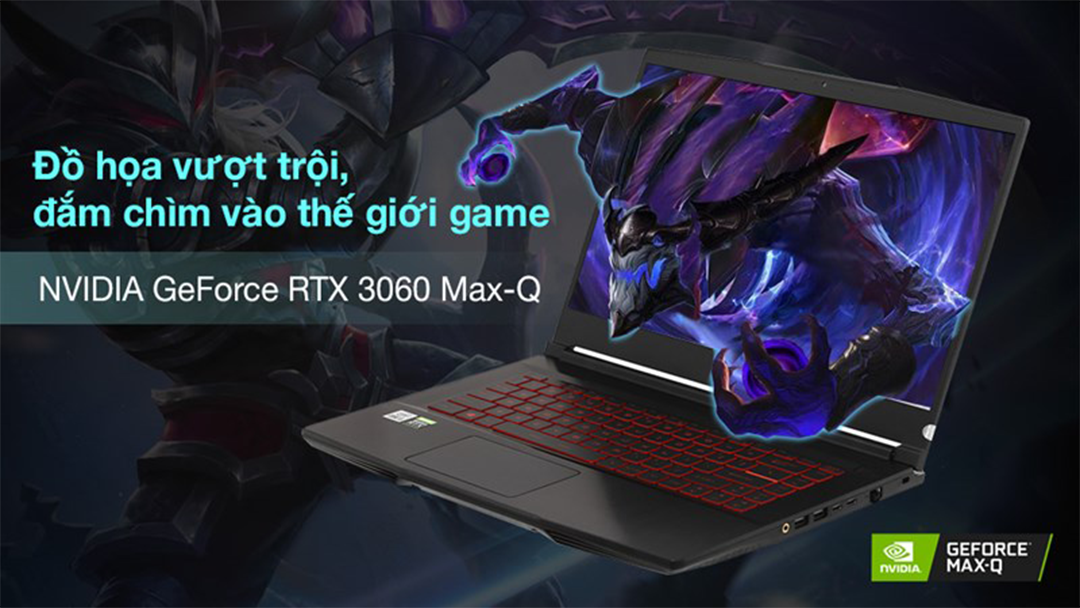 Đồ họa vượt trội,
đắm chìm vào thế giới game
NVIDIA GeForce RTX 3060 Max-Q
NVIDIA
GEFORCE
MAX-Q